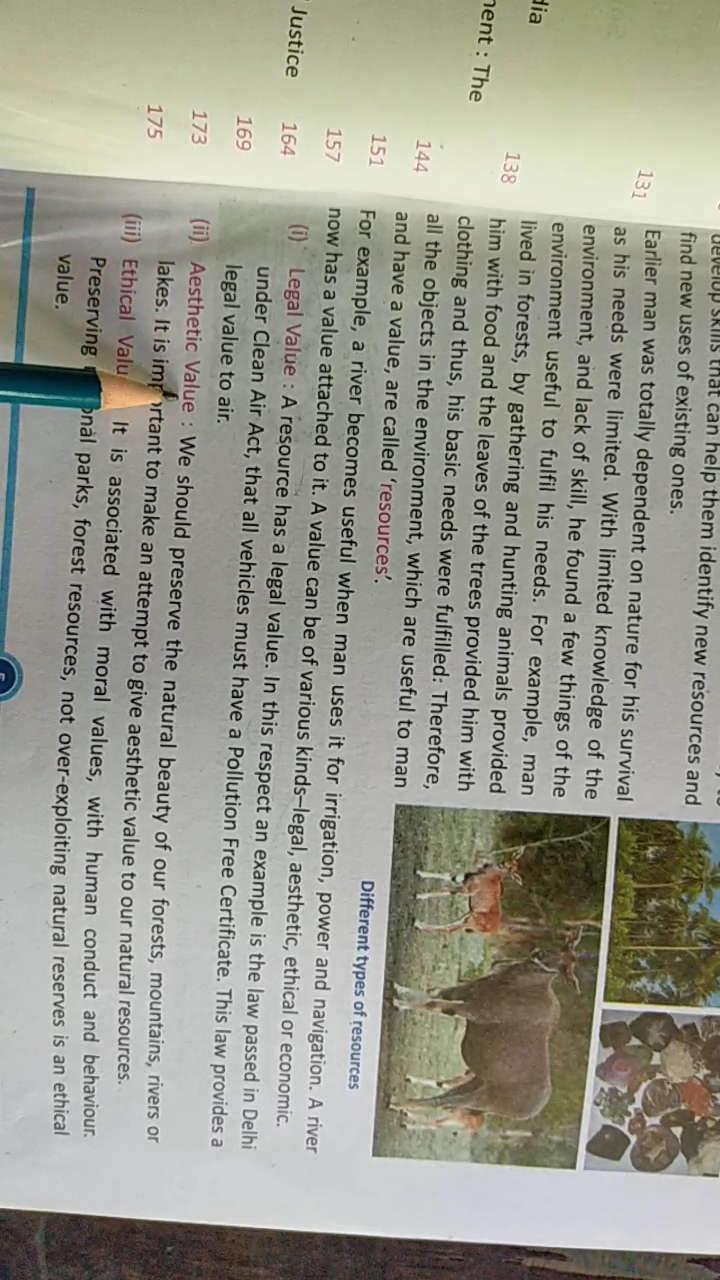 dia
nent : The
Justice
131
138
144
151
157
164
169
173
175
develop skills that can help them identify new resources and
find new uses of existing ones.
Earlier man was totally dependent on nature for his survival
as his needs were limited. With limited knowledge of the
environment, and lack of skill, he found a few things of the
environment useful to fulfil his needs. For example, man
lived in forests, by gathering and hunting animals provided
him with food and the leaves of the trees provided him with
clothing and thus, his basic needs were fulfilled. Therefore,
all the objects in the environment, which are useful to man
and have a value, are called 'resources'.
Different types of resources
For example, a river becomes useful when man uses it for irrigation, power and navigation. A river
now has a value attached to it. A value can be of various kinds–legal, aesthetic, ethical or economic.
(i) Legal Value : A resource has a legal value. In this respect an example is the law passed in Delhi
under Clean Air Act, that all vehicles must have a Pollution Free Certificate. This law provides a
legal value to air.
(ii) Aesthetic Value : We should preserve the natural beauty of our forests, mountains, rivers or
lakes. It is important to make an attempt to give aesthetic value to our natural resources.
(iii) Ethical Valu It is associated with moral values, with human conduct and behaviour.
Preserving onal parks, forest resources, not over-exploiting natural reserves is an ethical
value.